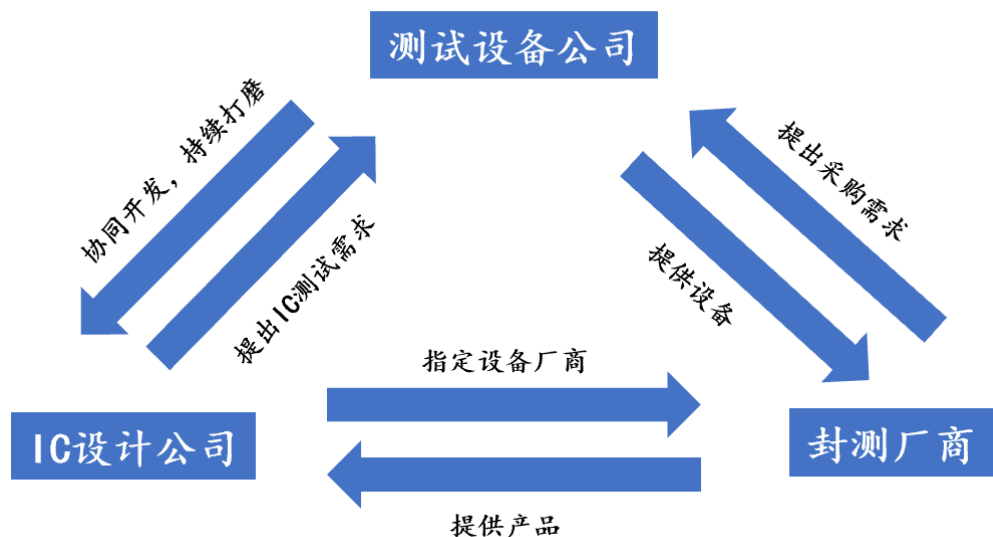 测试设备公司
协同开发，持续打磨
提出IC测试需求
提出采购需求
提供设备
指定设备厂商
IC设计公司
封测厂商
提供产品